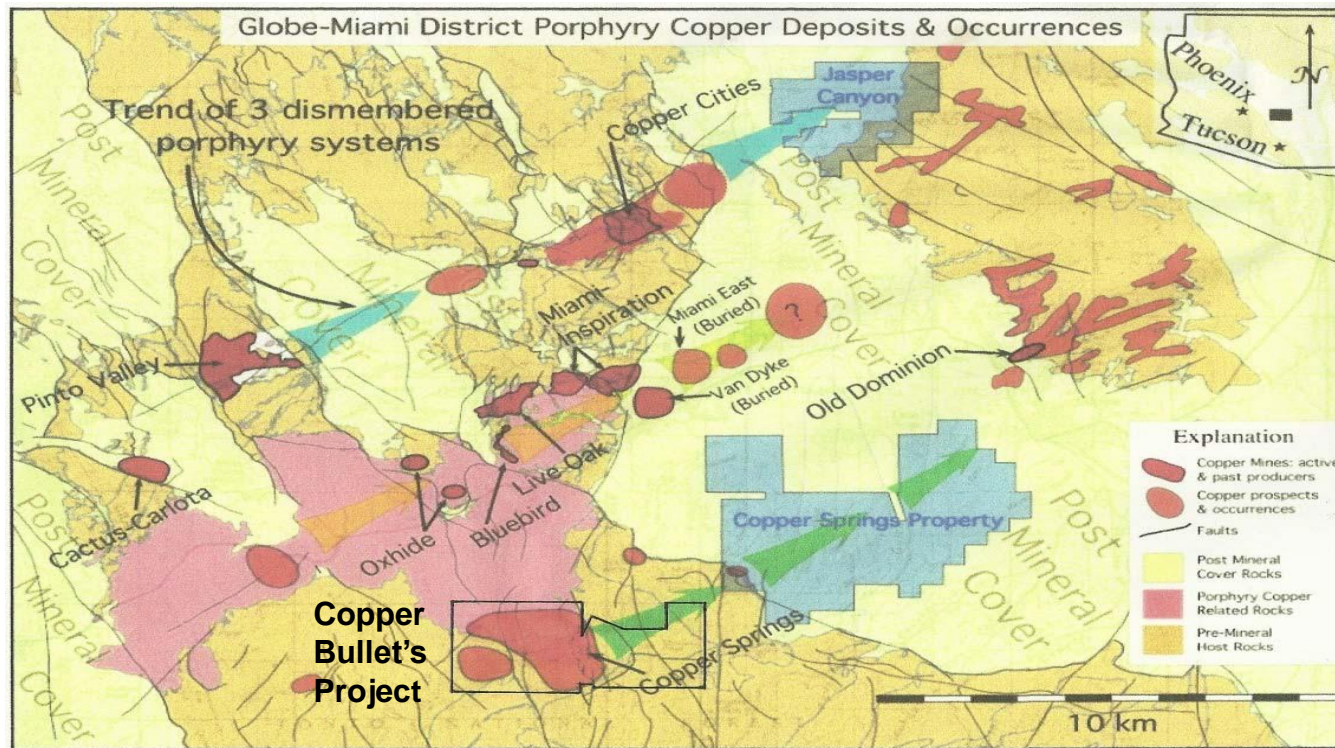 Globe-Miami District Porphyry Copper Deposits & Occurrences
Phoenix
N
Tucson
Trend of 3 dismembered
porphyry systems
Jasper
Canyon
Copper Cities
Post
Mineral
Cover
Post
Mineral
Cover
Post
Mineral
Cover
Miami-
Inspiration
Miami East
(Buried)
?
Van Dyke
(Buried)
Old Dominion
Pinto Valley
Live Oak
Bluebird
Oxhide
Cactus-Carlota
Copper Springs Property
Post
Mineral
Cover
Post
Mineral
Cover
Copper Springs
Copper
Bullet's
Project
Explanation
Copper Mines: active
& past producers
Copper prospects
& occurrences
Faults
Post Mineral
Cover Rocks
Porphyry Copper
Related Rocks
Pre-Mineral
Host Rocks
10 km